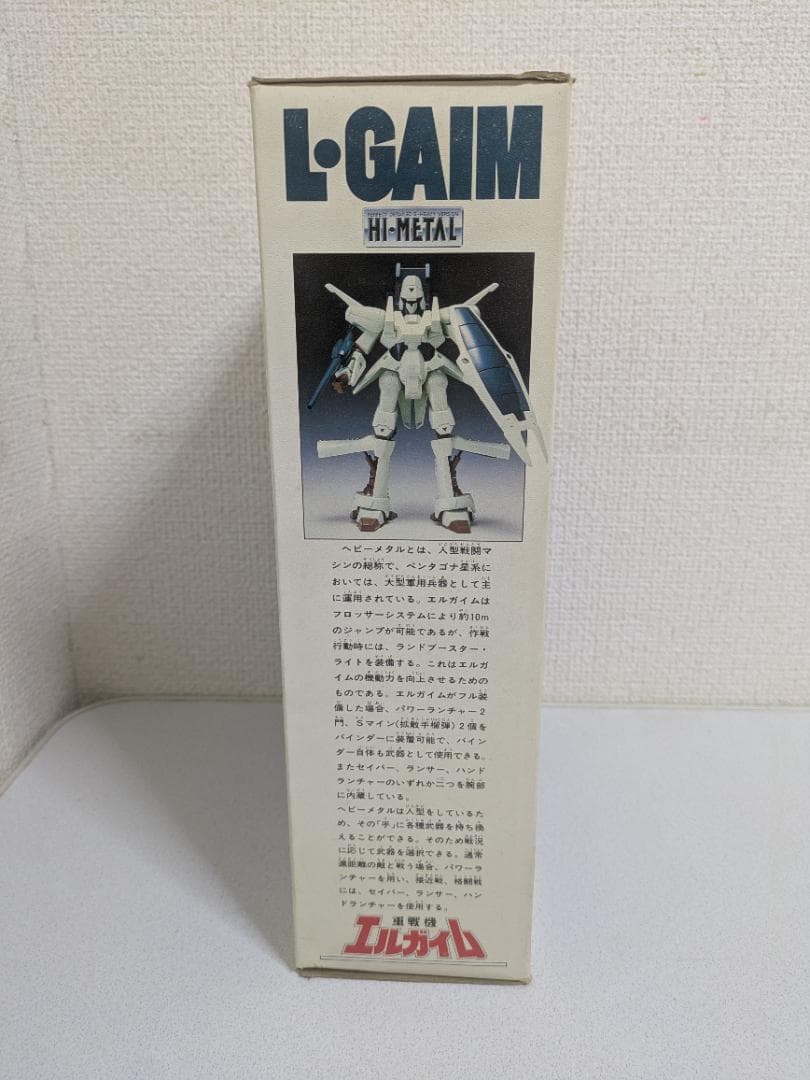 L•GAIM
PERFECT DETAILED & HEAVY VERSION
HI•METAL
ヘビーメタルとは、人型戦闘マ
シンの総称で、ペンタゴナ星系に
おいては、大型軍用兵器として主
に運用されている。エルガイムは
フロッサーシステムにより約10m
のジャンプが可能であるが、作戦
行動時には、ランドブースター・
ライトを装備する。これはエルガ
イムの機動力を向上させるための
ものである。エルガイムがフル装
備した場合、パワーランチャー2
門、Sマイン(拡散手榴弾)2個を
バインダーに装着可能で、バイン
ダー自体も武器として使用できる。
またセイバー、ランサー、ハンド
ランチャーのいずれか二つを腕部
に内蔵している。
ヘビーメタルは人型をしているた
め、その「手」に各種武器を持ち換
えることができる。そのため戦況
に応じて武器を選択できる。通常
遠距離の敵と戦う場合、パワーラ
ンチャーを用い、接近戦、格闘戦
には、セイバー、ランサー、ハン
ドランチャーを使用する。
重戦機
エルガイム